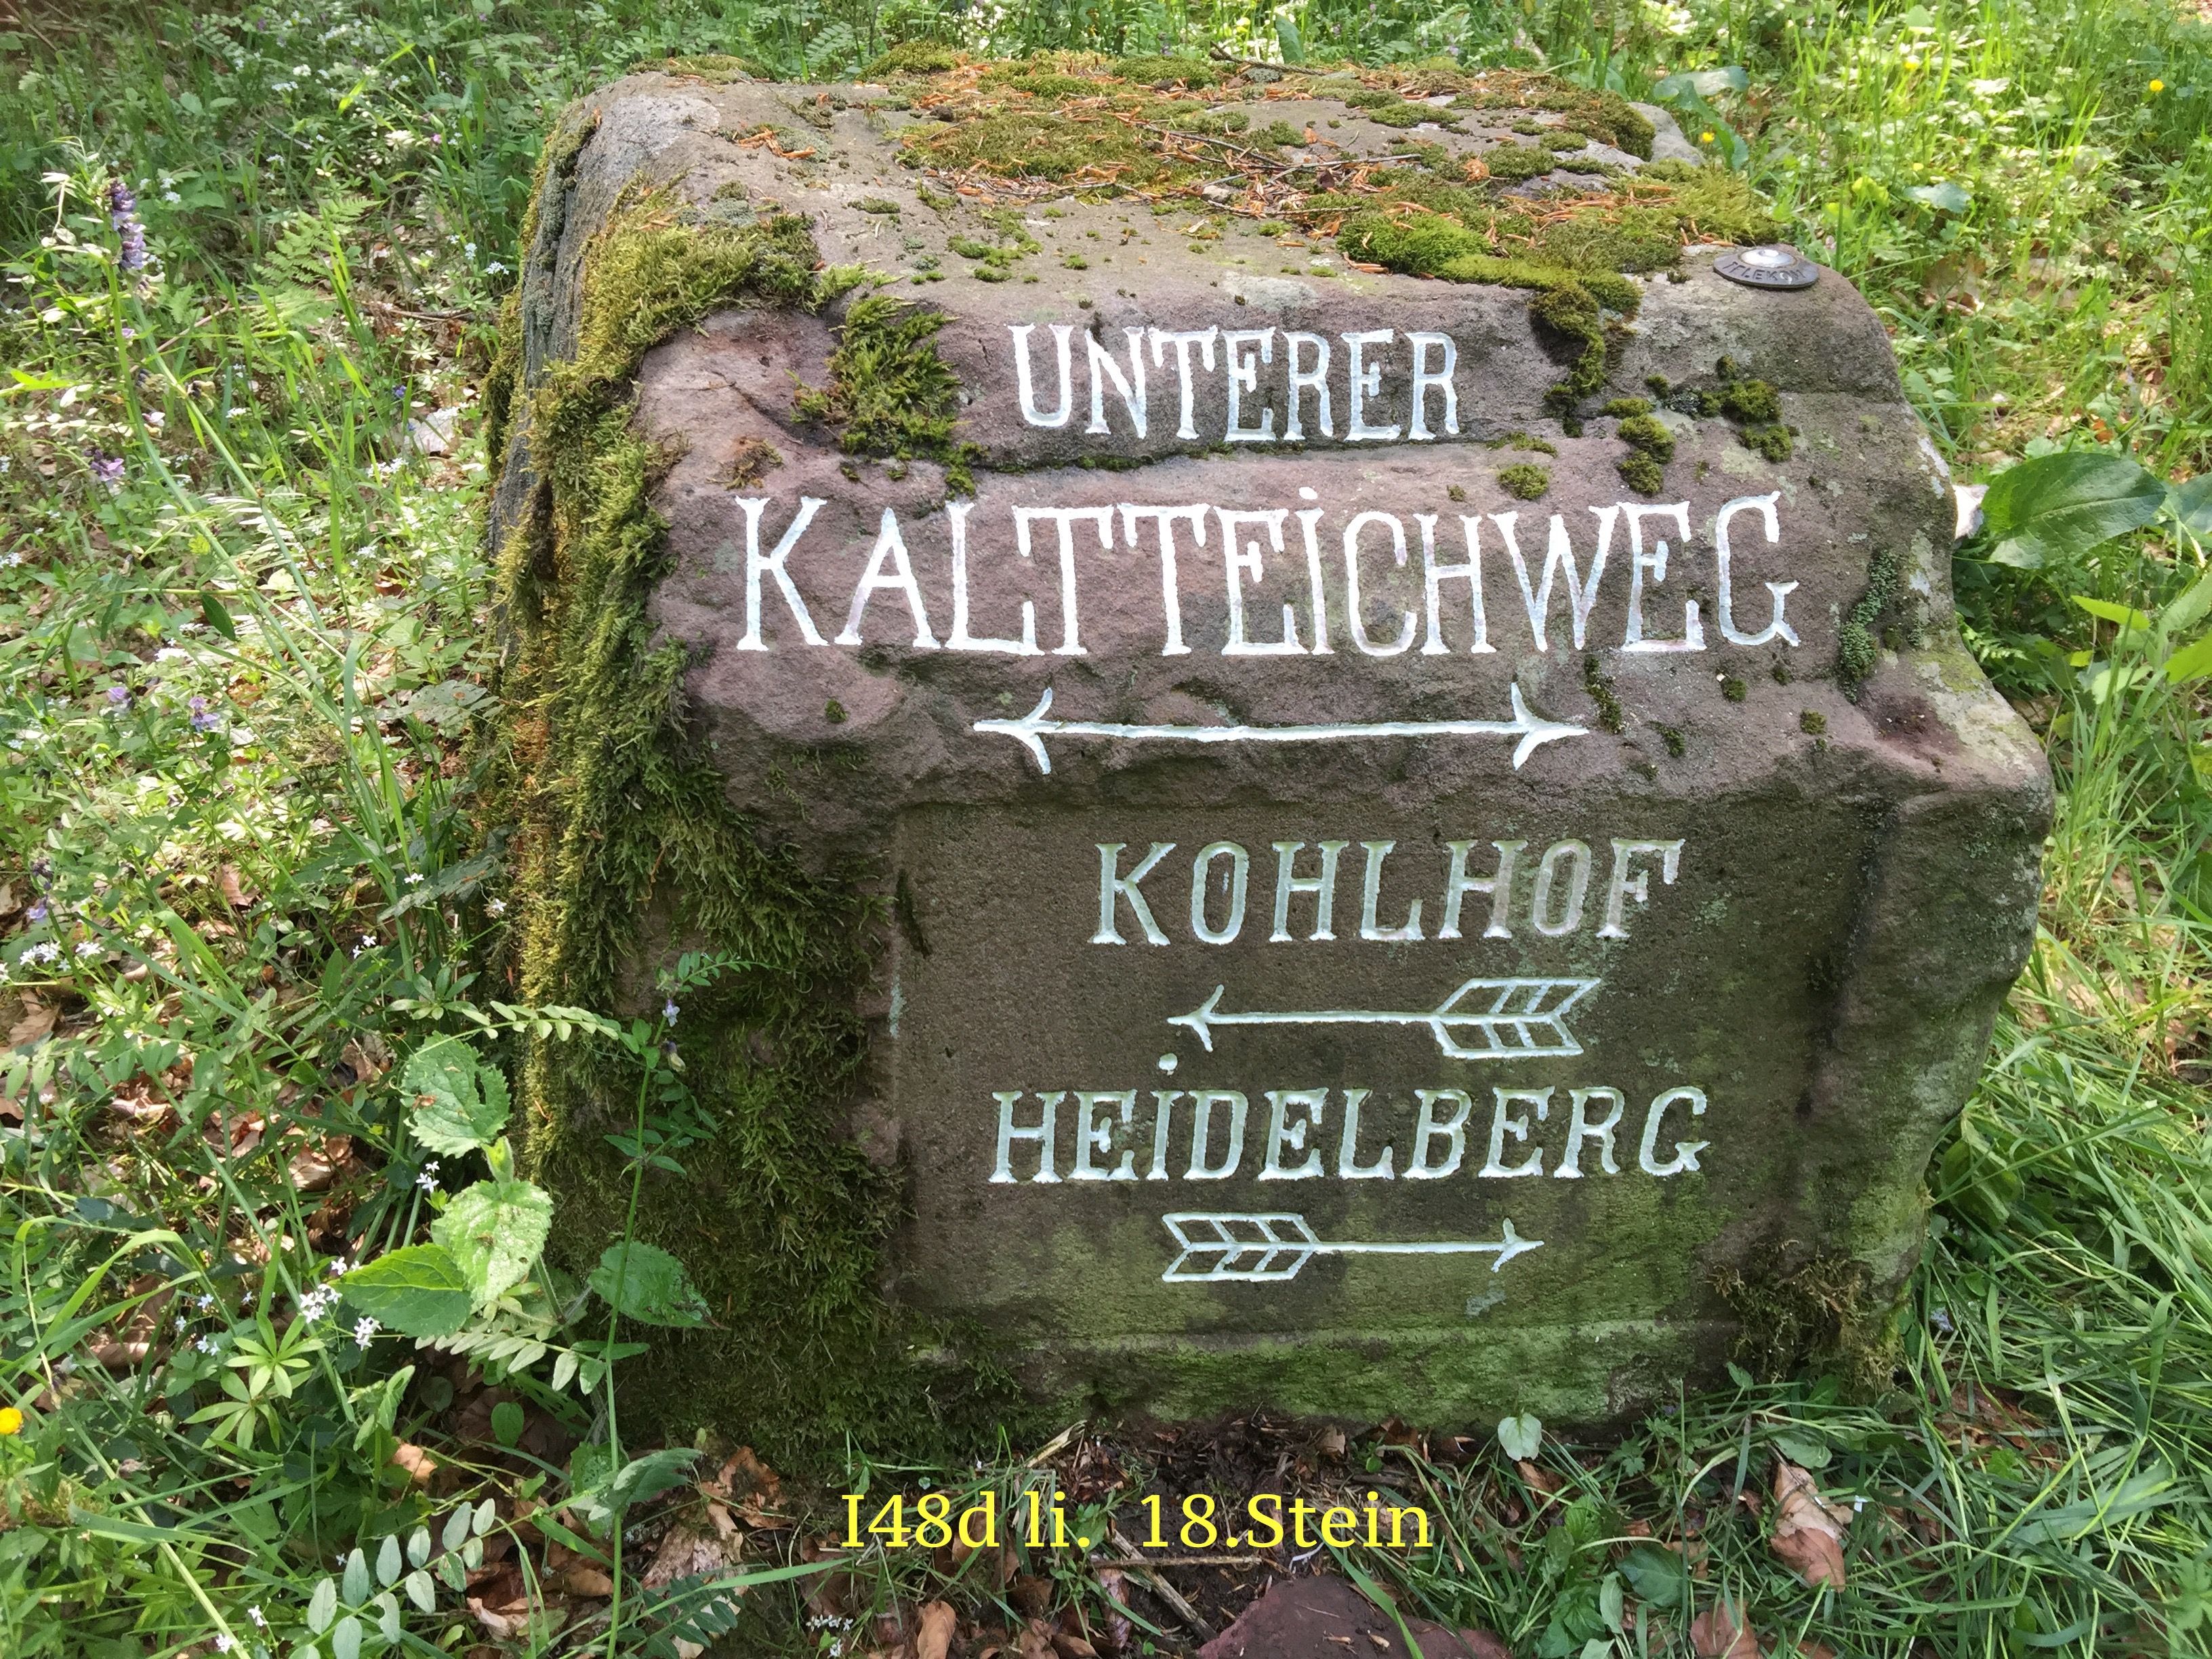 UNTERER
KALTTEICHWEG
KOHLHOF
HEIDELBERG
I48d li. 18.Stein